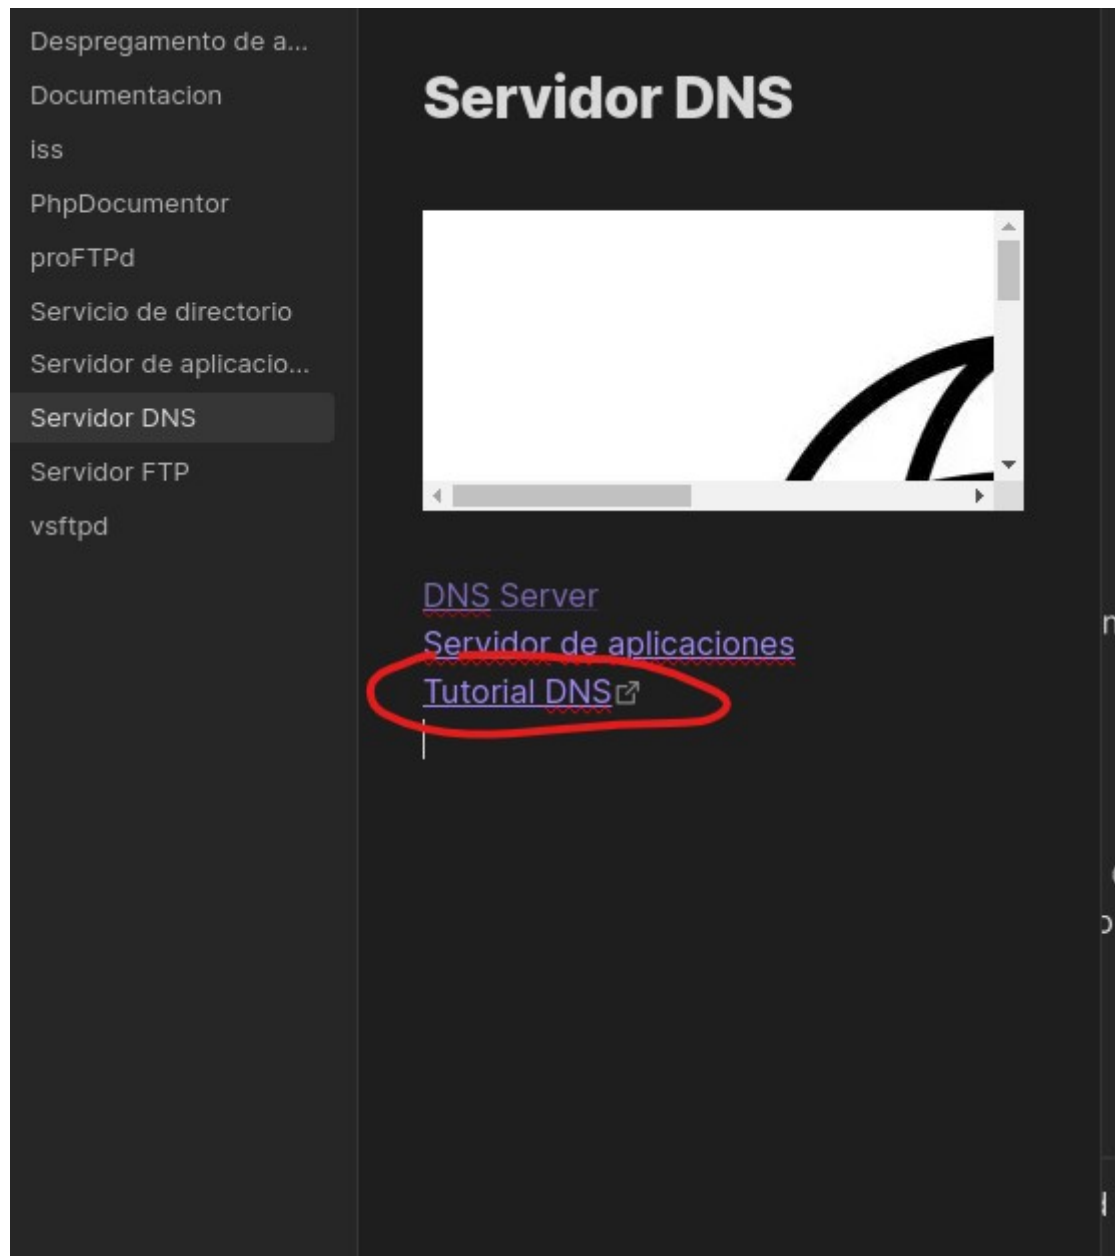 Despregamento de a...
Documentacion
iss
PhpDocumentor
proFTPd
Servicio de directorio
Servidor de aplicacio...
Servidor DNS
Servidor FTP
vsftpd
Servidor DNS
DNS Server
Servidor de aplicaciones
Tutorial DNS